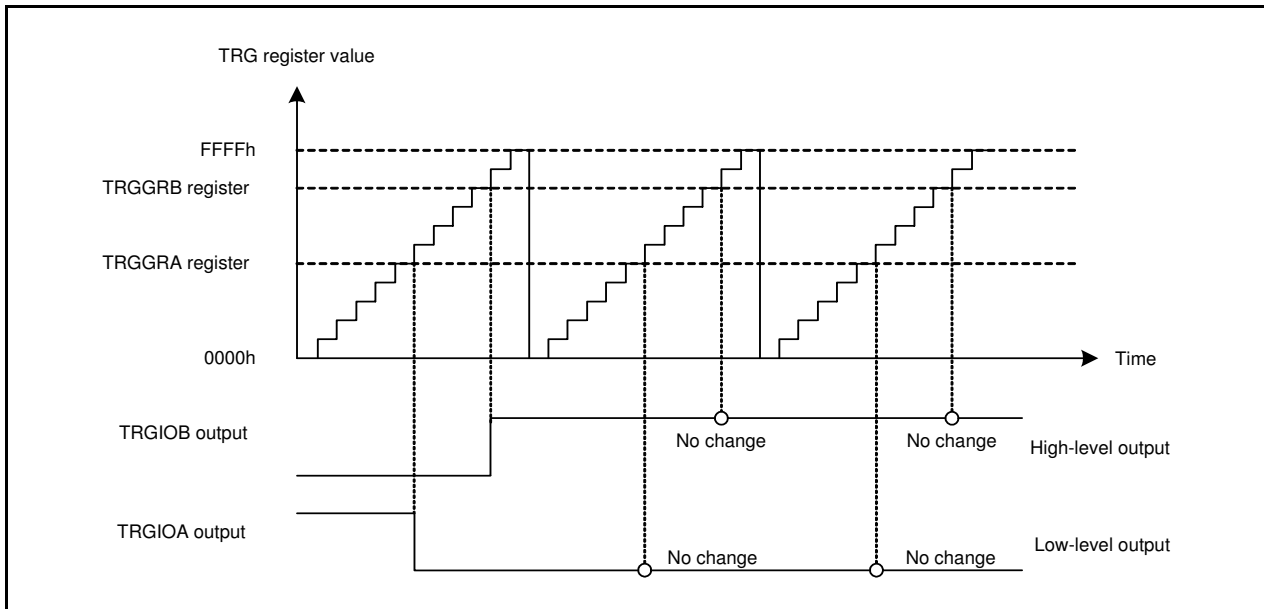 TRG register value
FFFFh
TRGGRB register
TRGGRA register
0000h
Time
TRGIOB output
No change
No change
High-level output
TRGIOA output
No change
No change
Low-level output